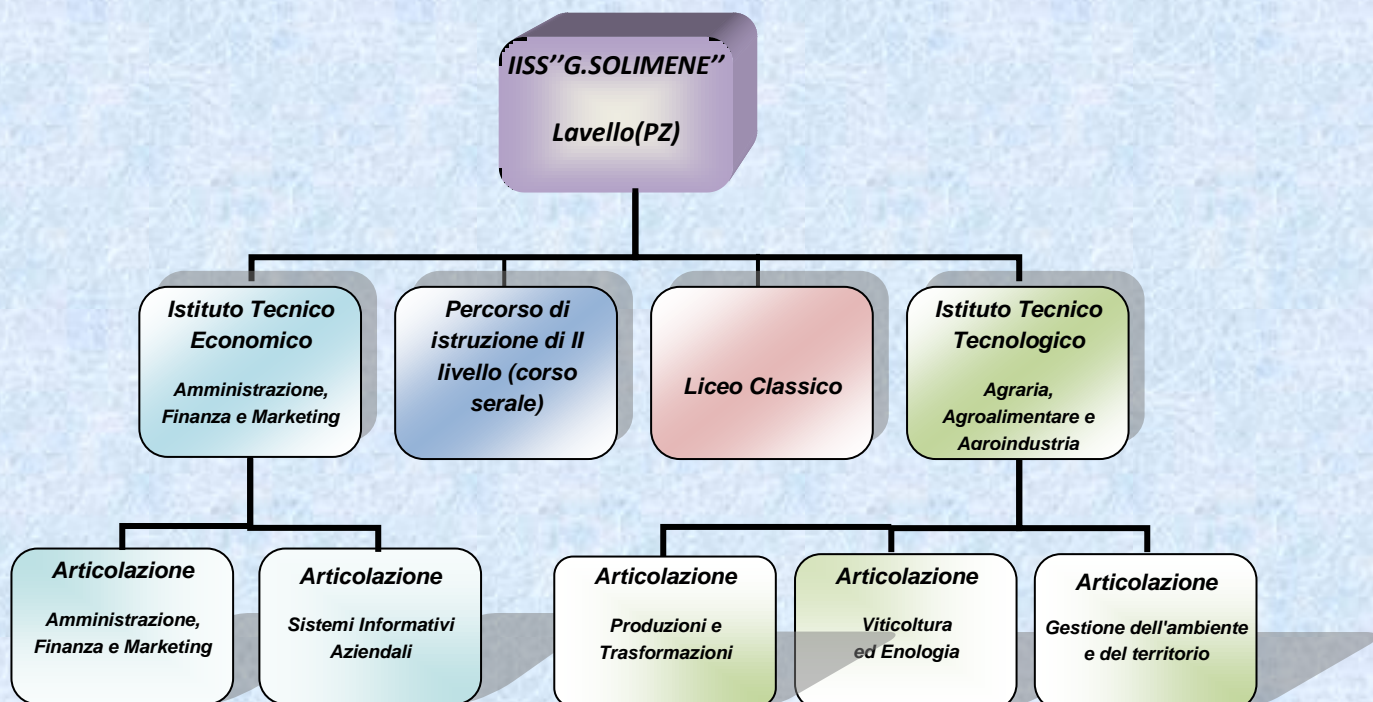 IISS’’G.SOLIMENE’’
Lavello(PZ)
Istituto Tecnico
Economico
Amministrazione,
Finanza e Marketing
Percorso di
istruzione di II
livello (corso
serale)
Liceo Classico
Istituto Tecnico
Tecnologico
Agraria,
Agroalimentare e
Agroindustria
Articolazione
Amministrazione,
Finanza e Marketing
Articolazione
Sistemi Informativi
Aziendali
Articolazione
Produzioni e
Trasformazioni
Articolazione
Viticoltura
ed Enologia
Articolazione
Gestione dell'ambiente
e del territorio